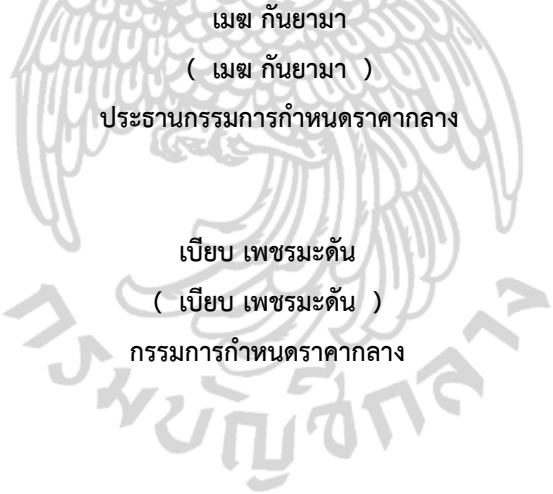 เมฆ กันยามา
( เมฆ กันยามา )
ประธานกรรมการกำหนดราคากลาง
เบียบ เพชรมะดัน
( เบียบ เพชรมะดัน )
กรรมการกำหนดราคากลาง
กรมบัญชีกลาง